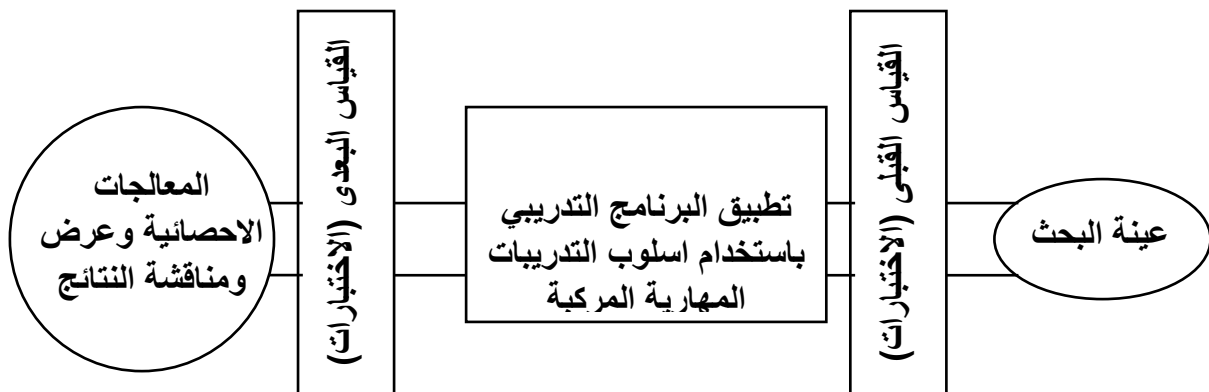 عينة البحث
القياس القبلى (الاختبارات)
تطبيق البرنامج التدريبي
باستخدام اسلوب التدريبات
المهارية المركبة
القياس البعدى (الاختبارات)
المعالجات
الاحصائية وعرض
ومناقشة النتائج